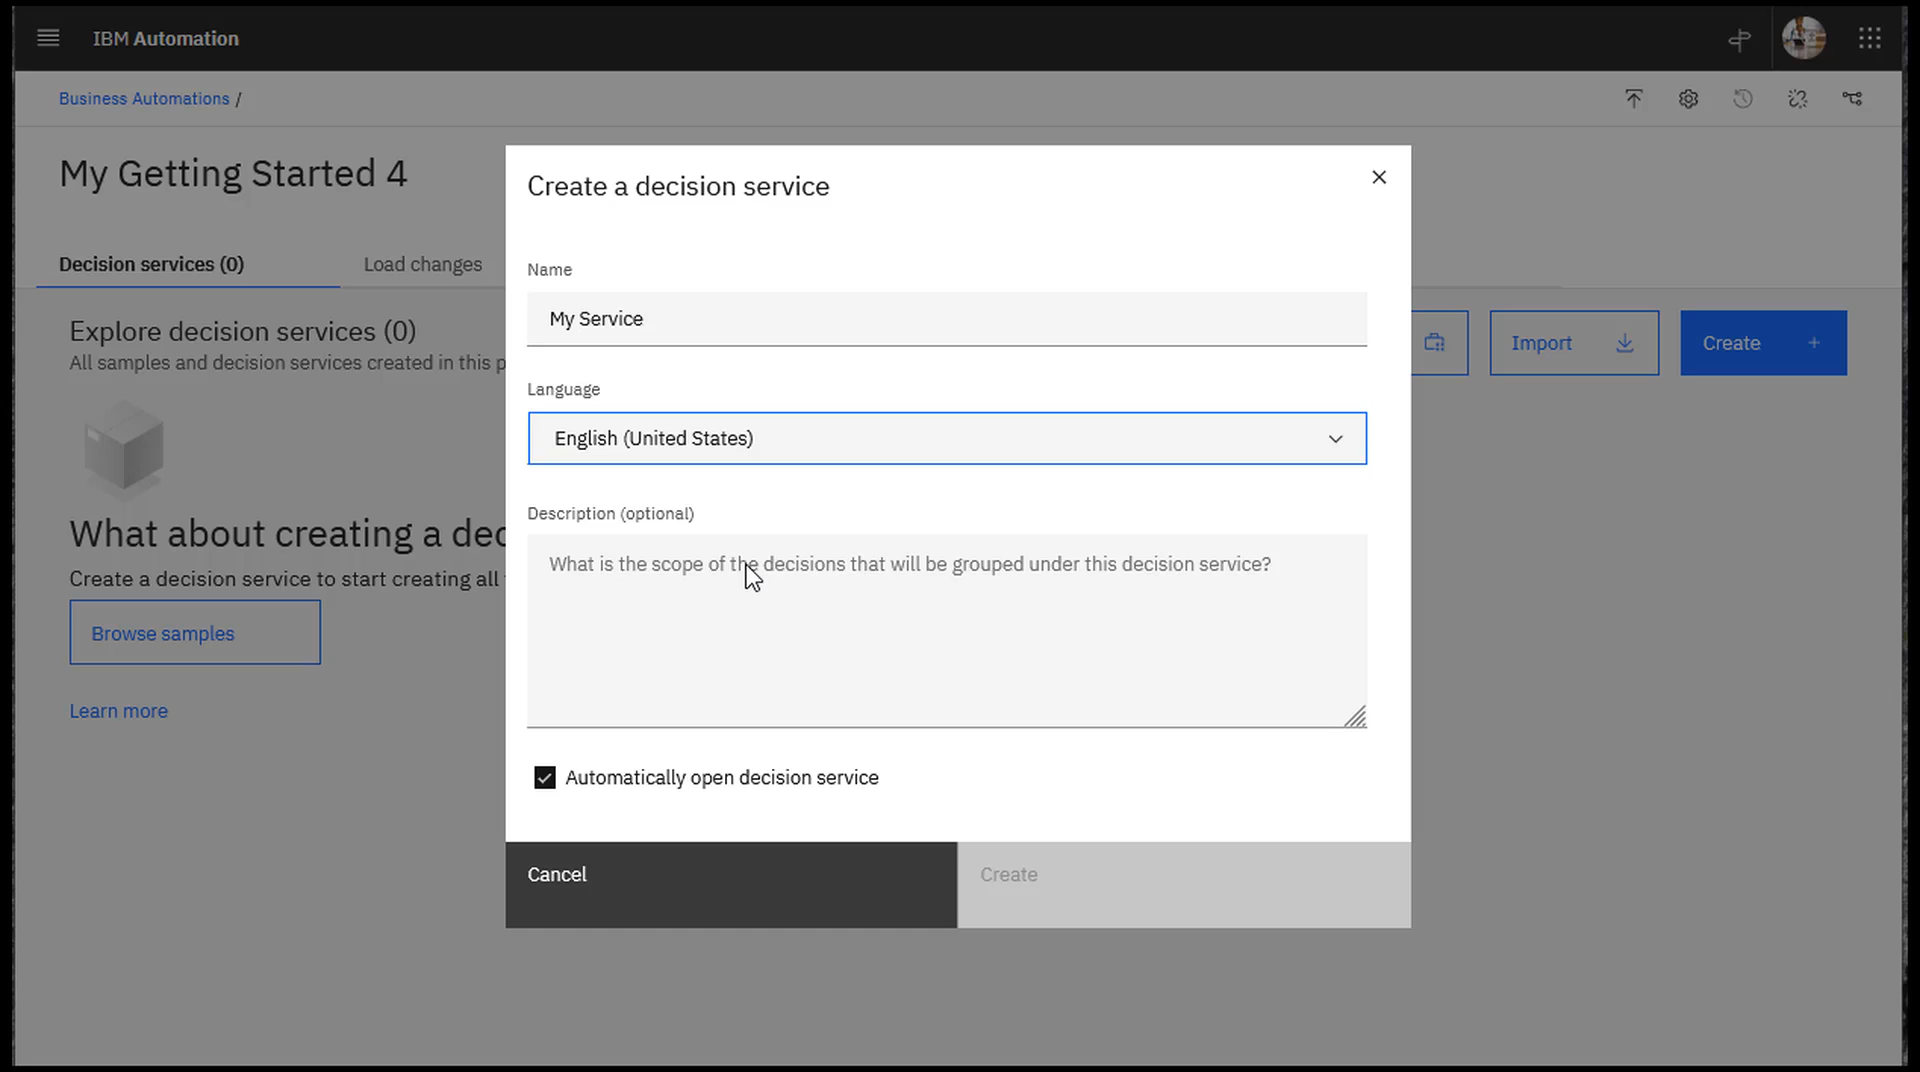 IBM Automation
Business Automations /
My Getting Started 4
Decision services (0)
Load changes
Explore decision services (0)
All samples and decision services created in this p
Import
Create +
What about creating a dec
Create a decision service to start creating all
Browse samples
Learn more
Create a decision service
Name
My Service
Language
English (United States)
Description (optional)
What is the scope of the decisions that will be grouped under this decision service?
Automatically open decision service
Cancel
Create